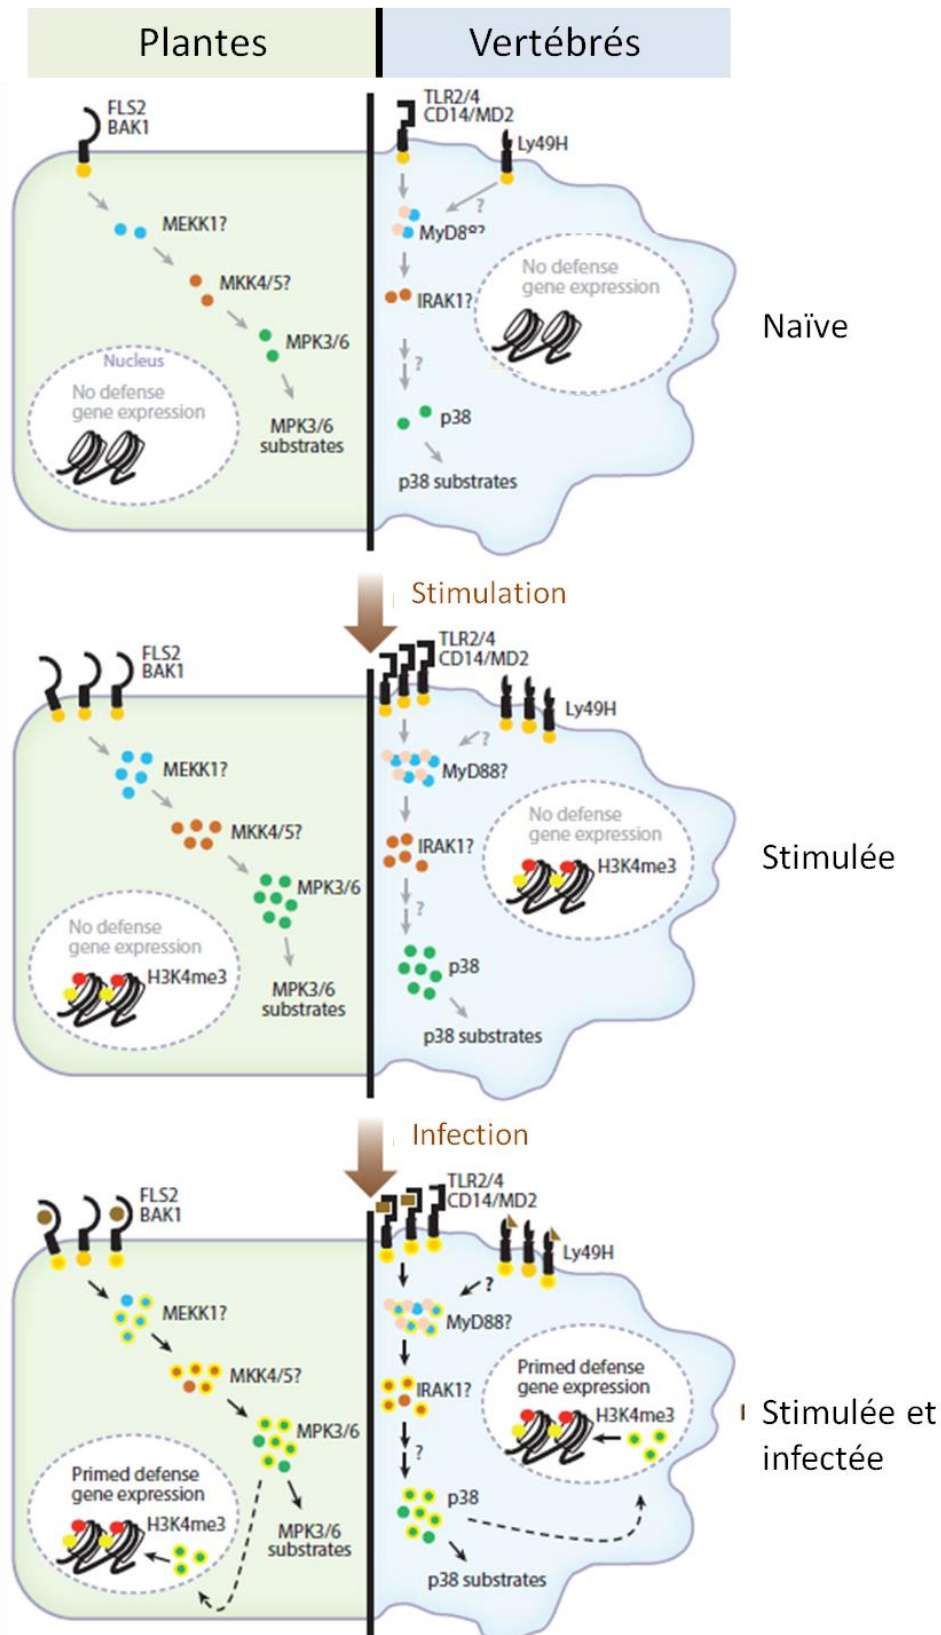 Plantes
Vertébrés
FLS2
BAK1
TLR2/4
CD14/MD2
Ly49H
MEKK1?
?
MKK4/5?
IRAK1?
No defense
gene expression
Naïve
MPK3/6
?
Nucleus
No defense
gene expression
MPK3/6
substrates
p38
p38 substrates
Stimulation
FLS2
BAK1
TLR2/4
CD14/MD2
Ly49H
?
MEKK1?
MyD88?
MKK4/5?
IRAK1?
No defense
gene expression
H3K4me3
Stimulée
MPK3/6
?
No defense
gene expression
H3K4me3
MPK3/6
substrates
p38
p38 substrates
Infection
FLS2
BAK1
TLR2/4
CD14/MD2
Ly49H
?
MEKK1?
MyD88?
MKK4/5?
IRAK1?
Primed defense
gene expression
H3K4me3
Stimulée et
infectée
MPK3/6
?
Primed defense
gene expression
H3K4me3
MPK3/6
substrates
p38
p38 substrates